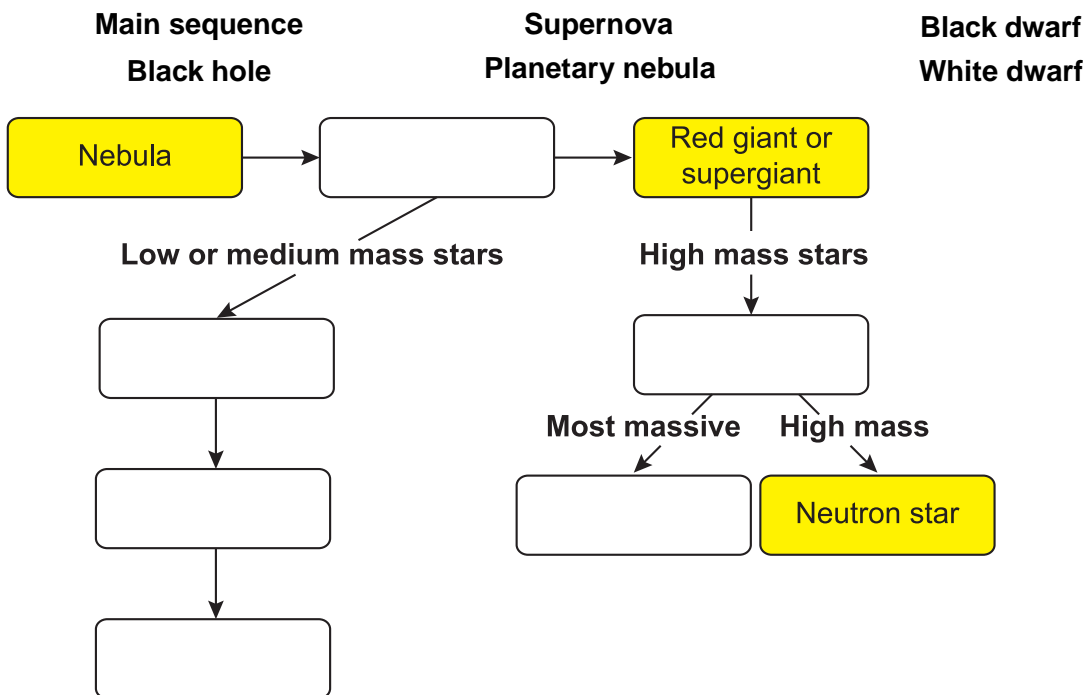 Main sequence
Supernova
Black dwarf
Black hole
Planetary nebula
White dwarf
Nebula
Red giant or
supergiant
Low or medium mass stars
High mass stars
Most massive
High mass
Neutron star